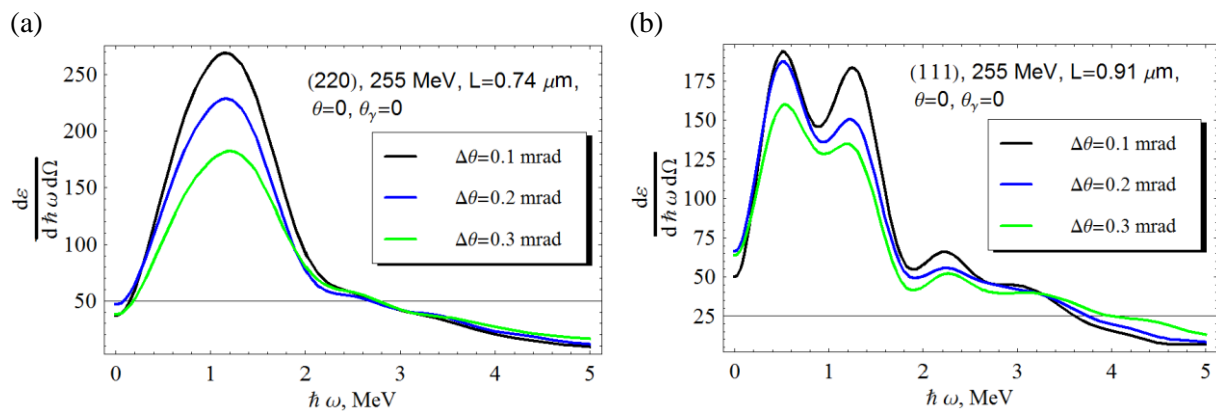 (a)
250
200
150
100
50
dε
d ℏ ω dΩ
(220), 255 MeV, L=0.74 μm,
θ=0, θγ=0
Δθ=0.1 mrad
Δθ=0.2 mrad
Δθ=0.3 mrad
0 1 2 3 4 5
ℏ ω, MeV
(b)
175
150
125
100
75
50
25
dε
d ℏ ω dΩ
(111), 255 MeV, L=0.91 μm,
θ=0, θγ=0
Δθ=0.1 mrad
Δθ=0.2 mrad
Δθ=0.3 mrad
0 1 2 3 4 5
ℏ ω, MeV